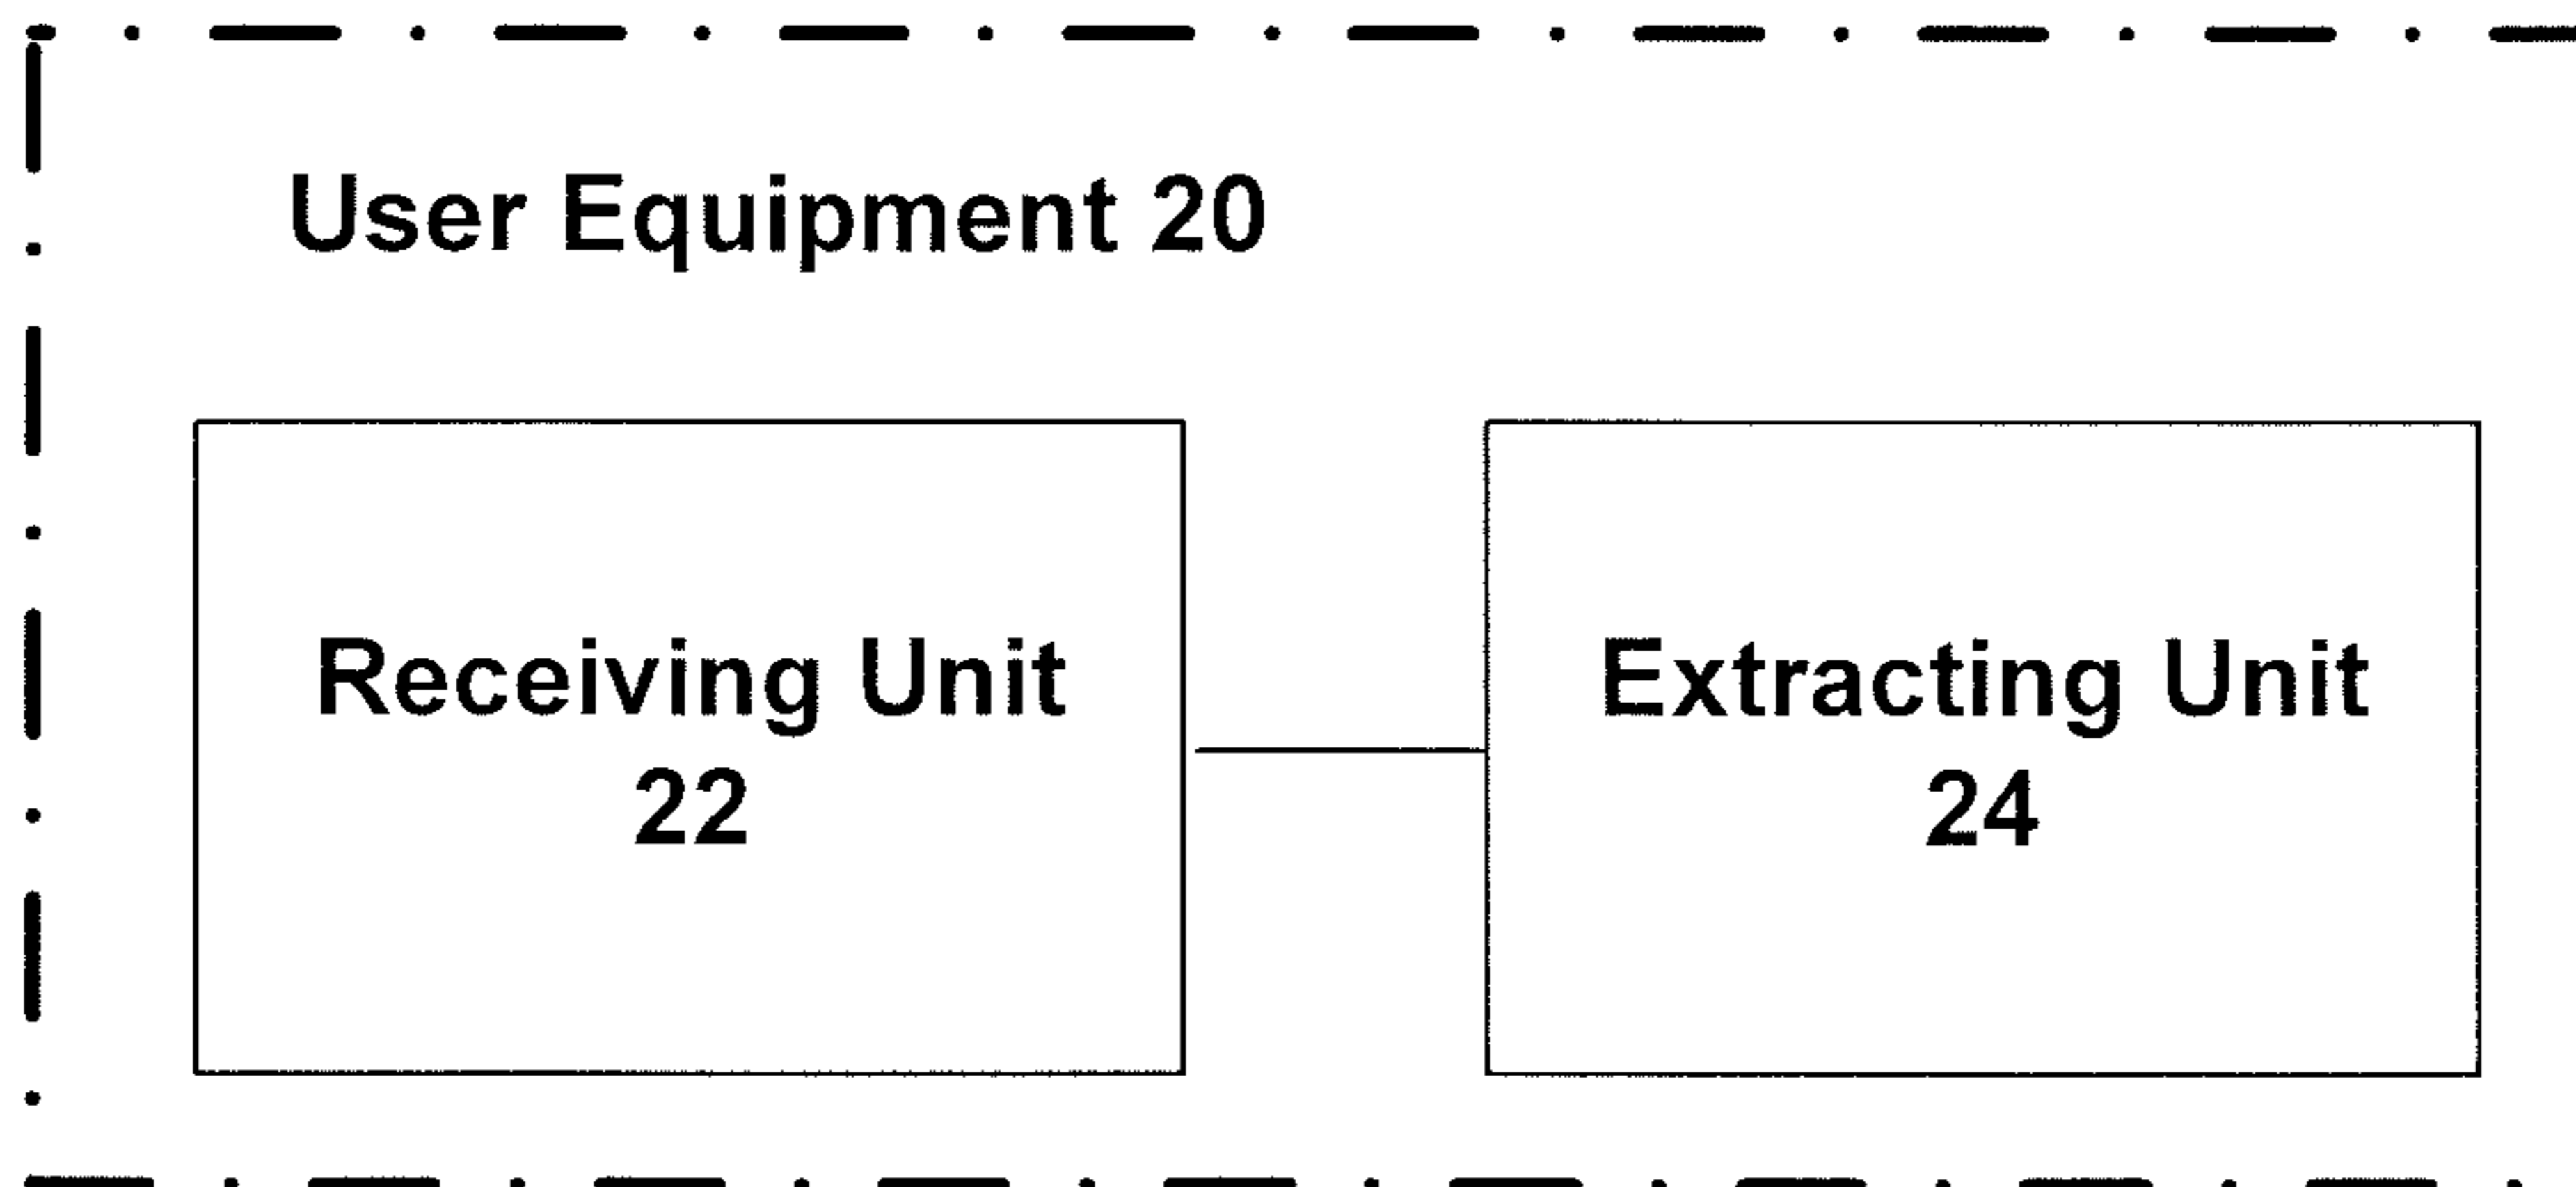 User Equipment 20
Receiving Unit
22
Extracting Unit
24